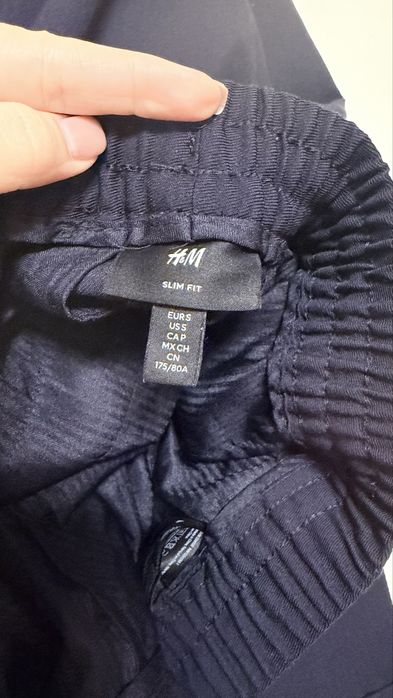 H&M
SLIM FIT
EUR S
US S
CA P
MX CH
CN
175/80A